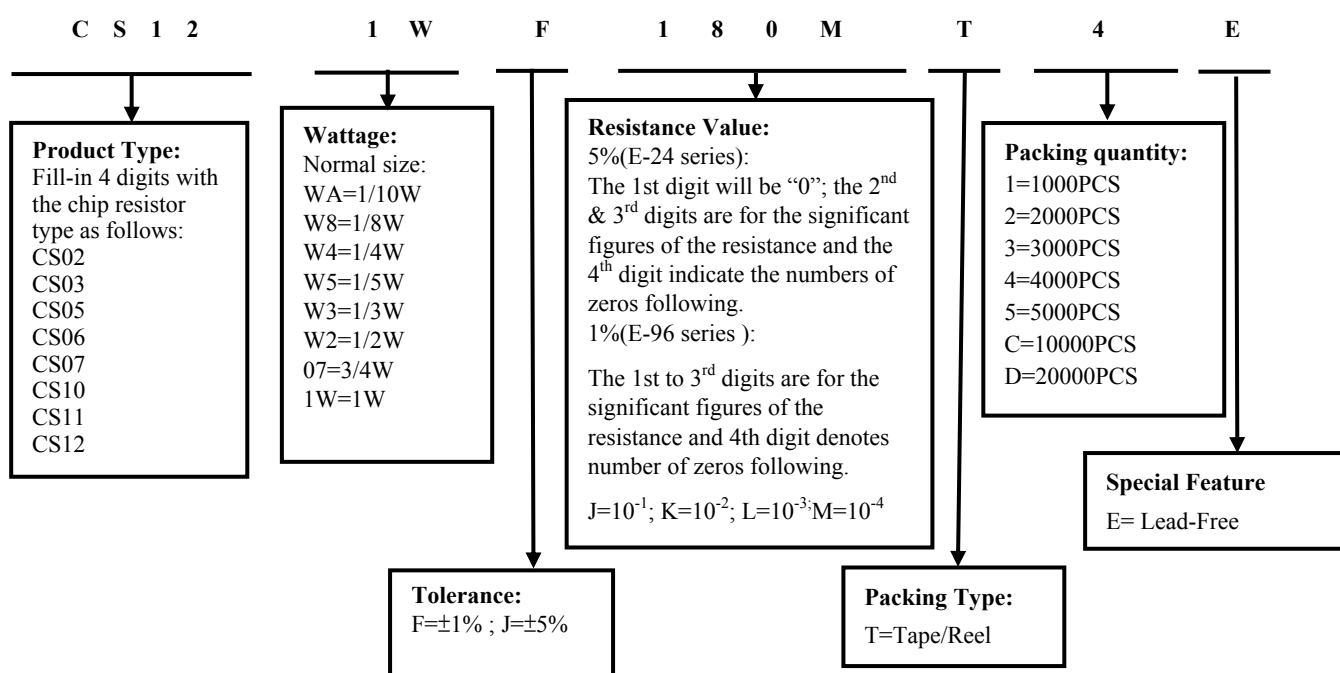 C S 1 2 1 W F 1 8 0 M T 4 E
Product Type:
Fill-in 4 digits with
the chip resistor
type as follows:
CS02
CS03
CS05
CS06
CS07
CS10
CS11
CS12
Wattage:
Normal size:
WA=1/10W
W8=1/8W
W4=1/4W
W5=1/5W
W3=1/3W
W2=1/2W
07=3/4W
1W=1W
Resistance Value:
5%(E-24 series):
The 1st digit will be “0”; the 2nd
& 3rd digits are for the significant
figures of the resistance and the
4th digit indicate the numbers of
zeros following.
1%(E-96 series ):
The 1st to 3rd digits are for the
significant figures of the
resistance and 4th digit denotes
number of zeros following.
J=10-1; K=10-2; L=10-3;M=10-4
Packing quantity:
1=1000PCS
2=2000PCS
3=3000PCS
4=4000PCS
5=5000PCS
C=10000PCS
D=20000PCS
Special Feature
E= Lead-Free
Tolerance:
F=±1% ; J=±5%
Packing Type:
T=Tape/Reel